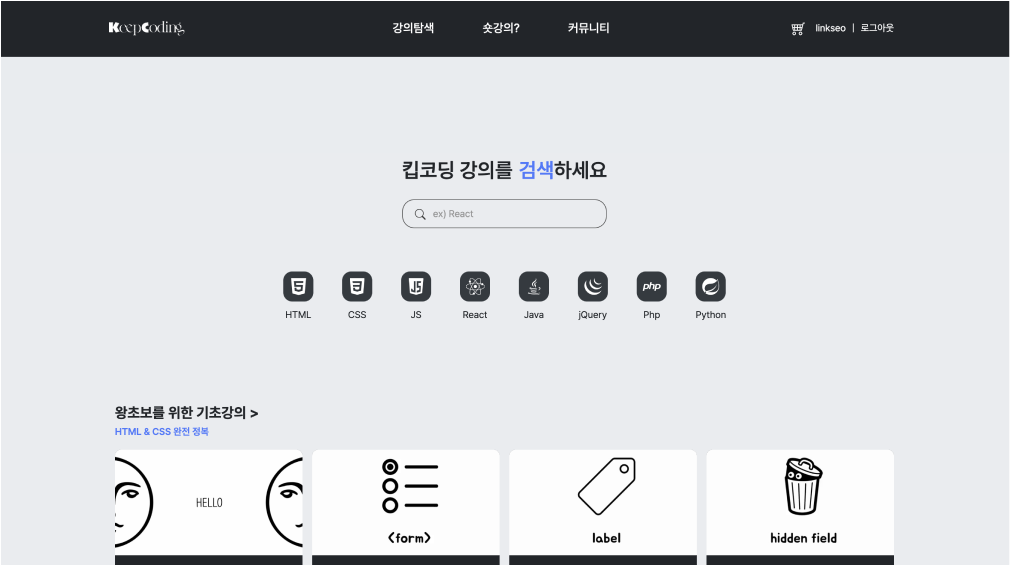 KeepCoding
강의탐색 숏강의? 커뮤니티
linkseo | 로그아웃
킵코딩 강의를 검색하세요
ex) React
5 3 JS php
HTML CSS JS React Java jQuery Php Python
왕초보를 위한 기초강의 >
HTML & CSS 완전 정복
HELLO <form> label hidden field